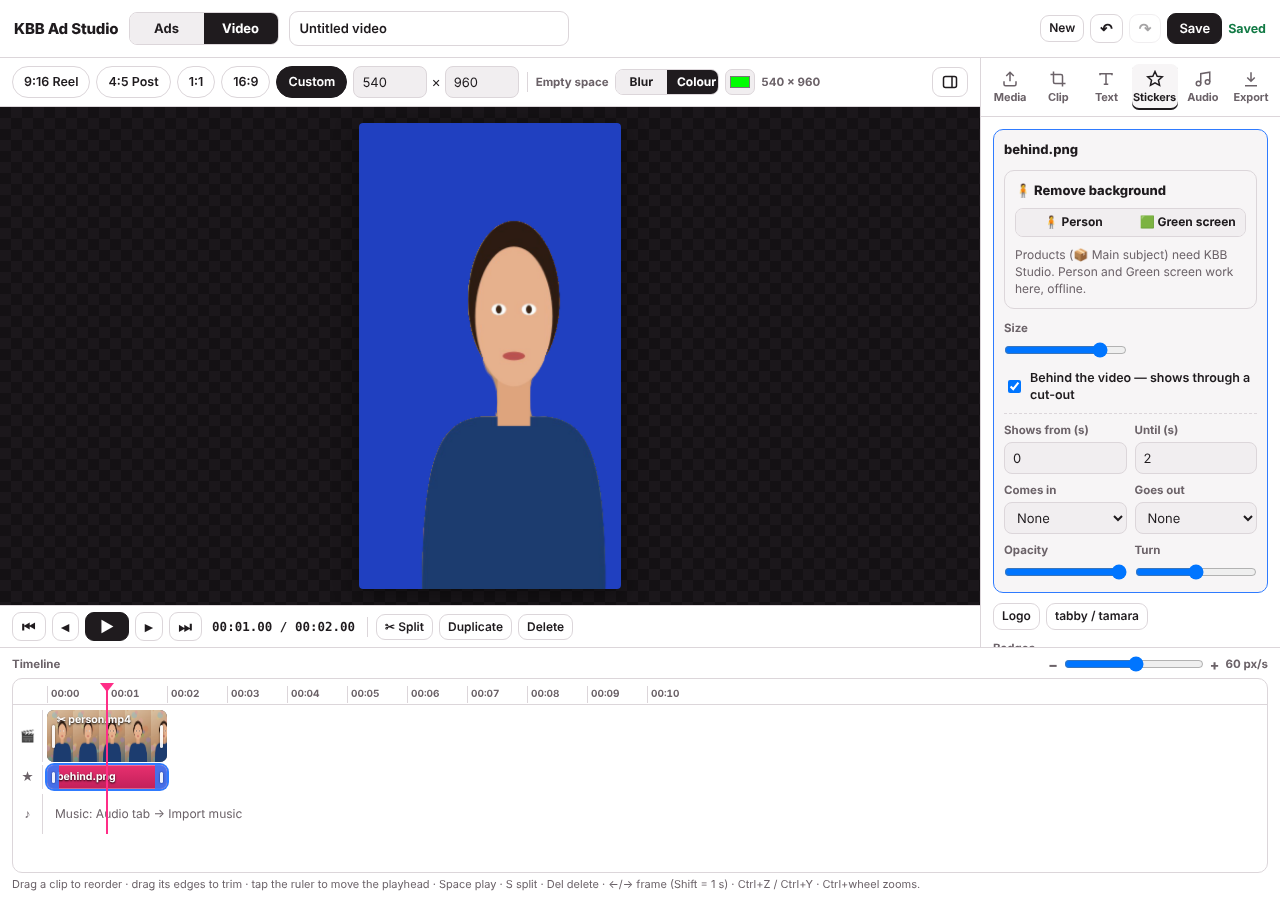 KBB Ad Studio
Ads
Video
Untitled video
New
Save
Saved
9:16 Reel
4:5 Post
1:1
16:9
Custom
540
×
960
Empty space
Blur
Colour
540 × 960
Media
Clip
Text
Stickers
Audio
Export
behind.png
Remove background
Person
Green screen
Products (📦 Main subject) need KBB
Studio. Person and Green screen work
here, offline.
Size
Behind the video — shows through a
cut-out
Shows from (s)
Until (s)
0
2
Comes in
Goes out
None
None
Opacity
Turn
Logo
tabby / tamara
00:01.00 / 00:02.00
✂ Split
Duplicate
Delete
Timeline
– + 60 px/s
00:00 00:01 00:02 00:03 00:04 00:05 00:06 00:07 00:08 00:09 00:10
✂ person.mp4
behind.png
Music: Audio tab → Import music
Drag a clip to reorder · drag its edges to trim · tap the ruler to move the playhead · Space play · S split · Del delete · ←/→ frame (Shift = 1 s) · Ctrl+Z / Ctrl+Y · Ctrl+wheel zooms.